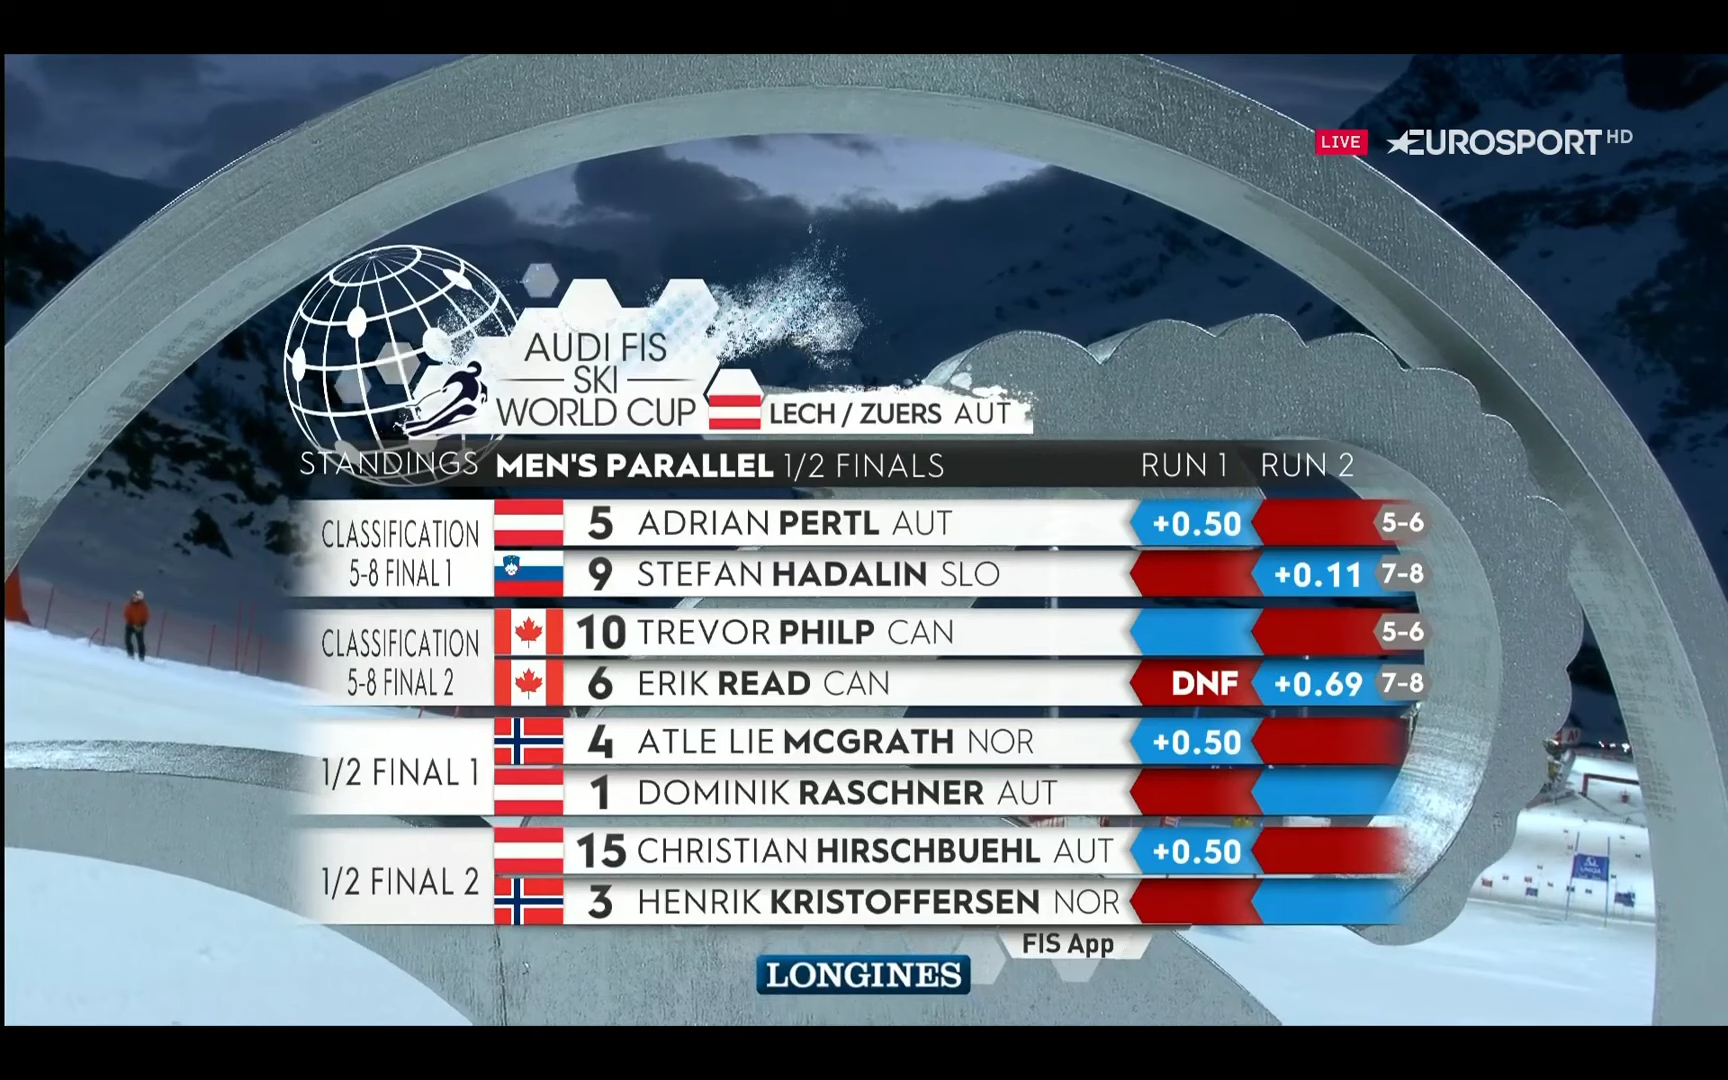 LIVE EUROSPORT HD
AUDI FIS
SKI
WORLD CUP
LECH / ZUERS AUT
STANDINGS MEN'S PARALLEL 1/2 FINALS RUN 1 RUN 2
CLASSIFICATION
5-8 FINAL 1
5 ADRIAN PERTL AUT +0.50 5-6
9 STEFAN HADALIN SLO +0.11 7-8
CLASSIFICATION
5-8 FINAL 2
10 TREVOR PHILP CAN 5-6
6 ERIK READ CAN DNF +0.69 7-8
1/2 FINAL 1
4 ATLE LIE MCGRATH NOR +0.50
1 DOMINIK RASCHNER AUT
1/2 FINAL 2
15 CHRISTIAN HIRSCHBUEHL AUT +0.50
3 HENRIK KRISTOFFERSEN NOR
FIS App
LONGINES